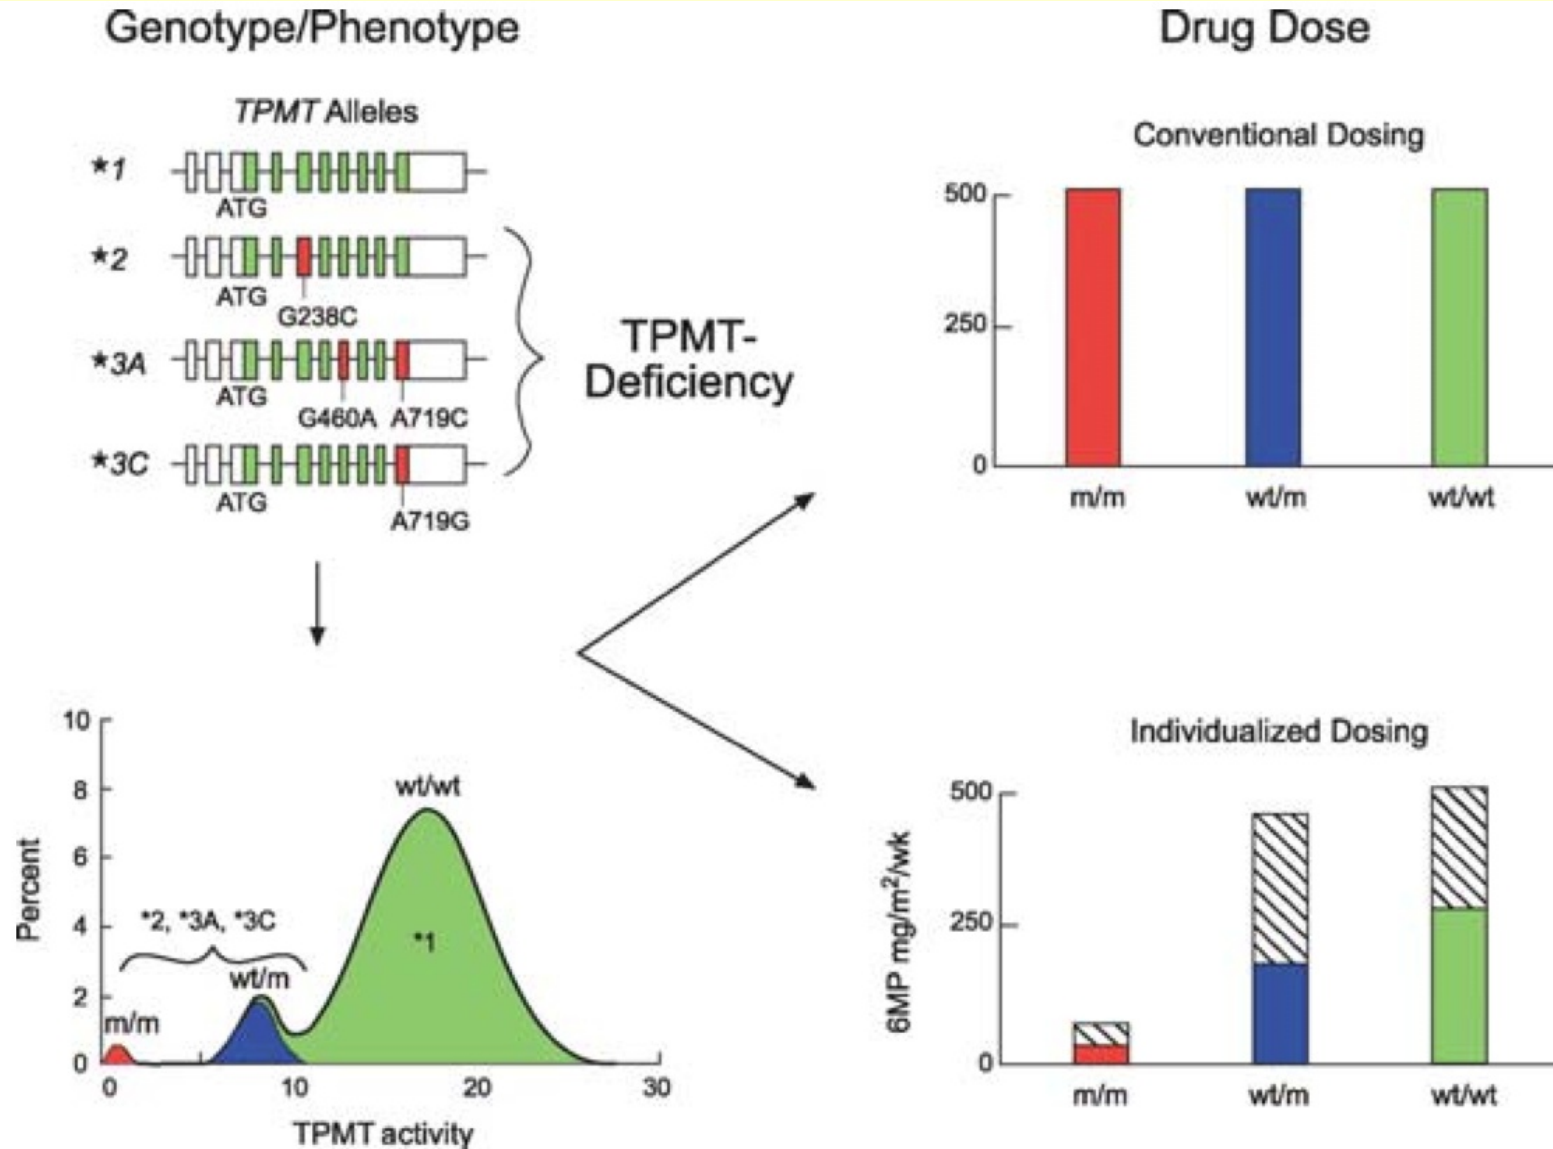 Genotype/Phenotype
TPMT Alleles
*1
ATG
*2
ATG
G238C
*3A
ATG
G460A A719C
*3C
ATG
A719G
TPMT-
Deficiency
10
8
6
4
2
0
Percent
*2, *3A, *3C
m/m
wt/m
wt/wt
*1
0 10 20 30
TPMT activity
Drug Dose
Conventional Dosing
500
250
0
m/m wt/m wt/wt
Individualized Dosing
6MP mg/m²/wk
500
250
0
m/m wt/m wt/wt